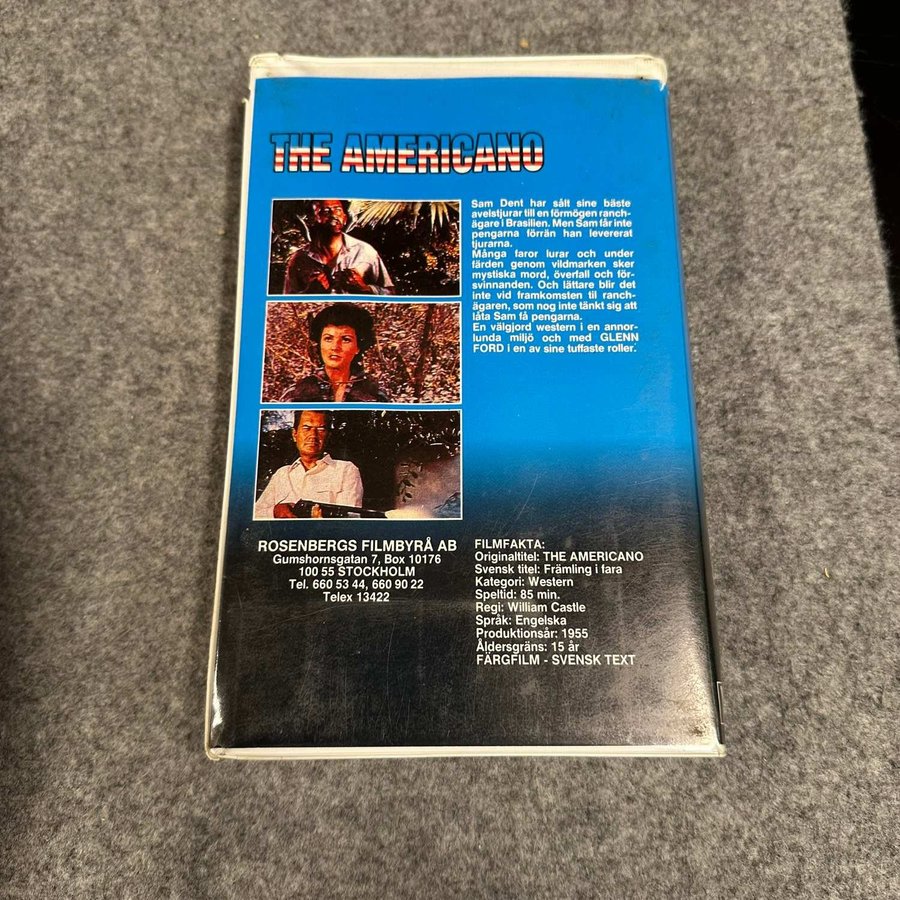 THE AMERICANO
Sam Dent har sålt sine bäste
avelstjurar till en förmögen ranch-
ägare i Brasilien. Men Sam får inte
pengarna förrän han levererat
tjurarna.
Många faror lurar och under
färden genom vildmarken sker
mystiska mord, överfall och för-
svinnanden. Och lättare blir det
inte vid framkomsten til ranch-
ägaren, som nog inte tänkt sig att
låta Sam få pengarna.
En välgjord western i en annor-
lunda miljö och med GLENN
FORD i en av sine tuffaste roller.
ROSENBERGS FILMBYRÅ AB
Gumshornsgatan 7, Box 10176
100 55 STOCKHOLM
Tel. 660 53 44, 660 90 22
Telex 13422
FILMFAKTA:
Originaltitel: THE AMERICANO
Svensk titel: Främling i fara
Kategori: Western
Speltid: 85 min.
Regi: William Castle
Språk: Engelska
Produktionsår: 1955
Åldersgräns: 15 år
FÄRGFILM - SVENSK TEXT